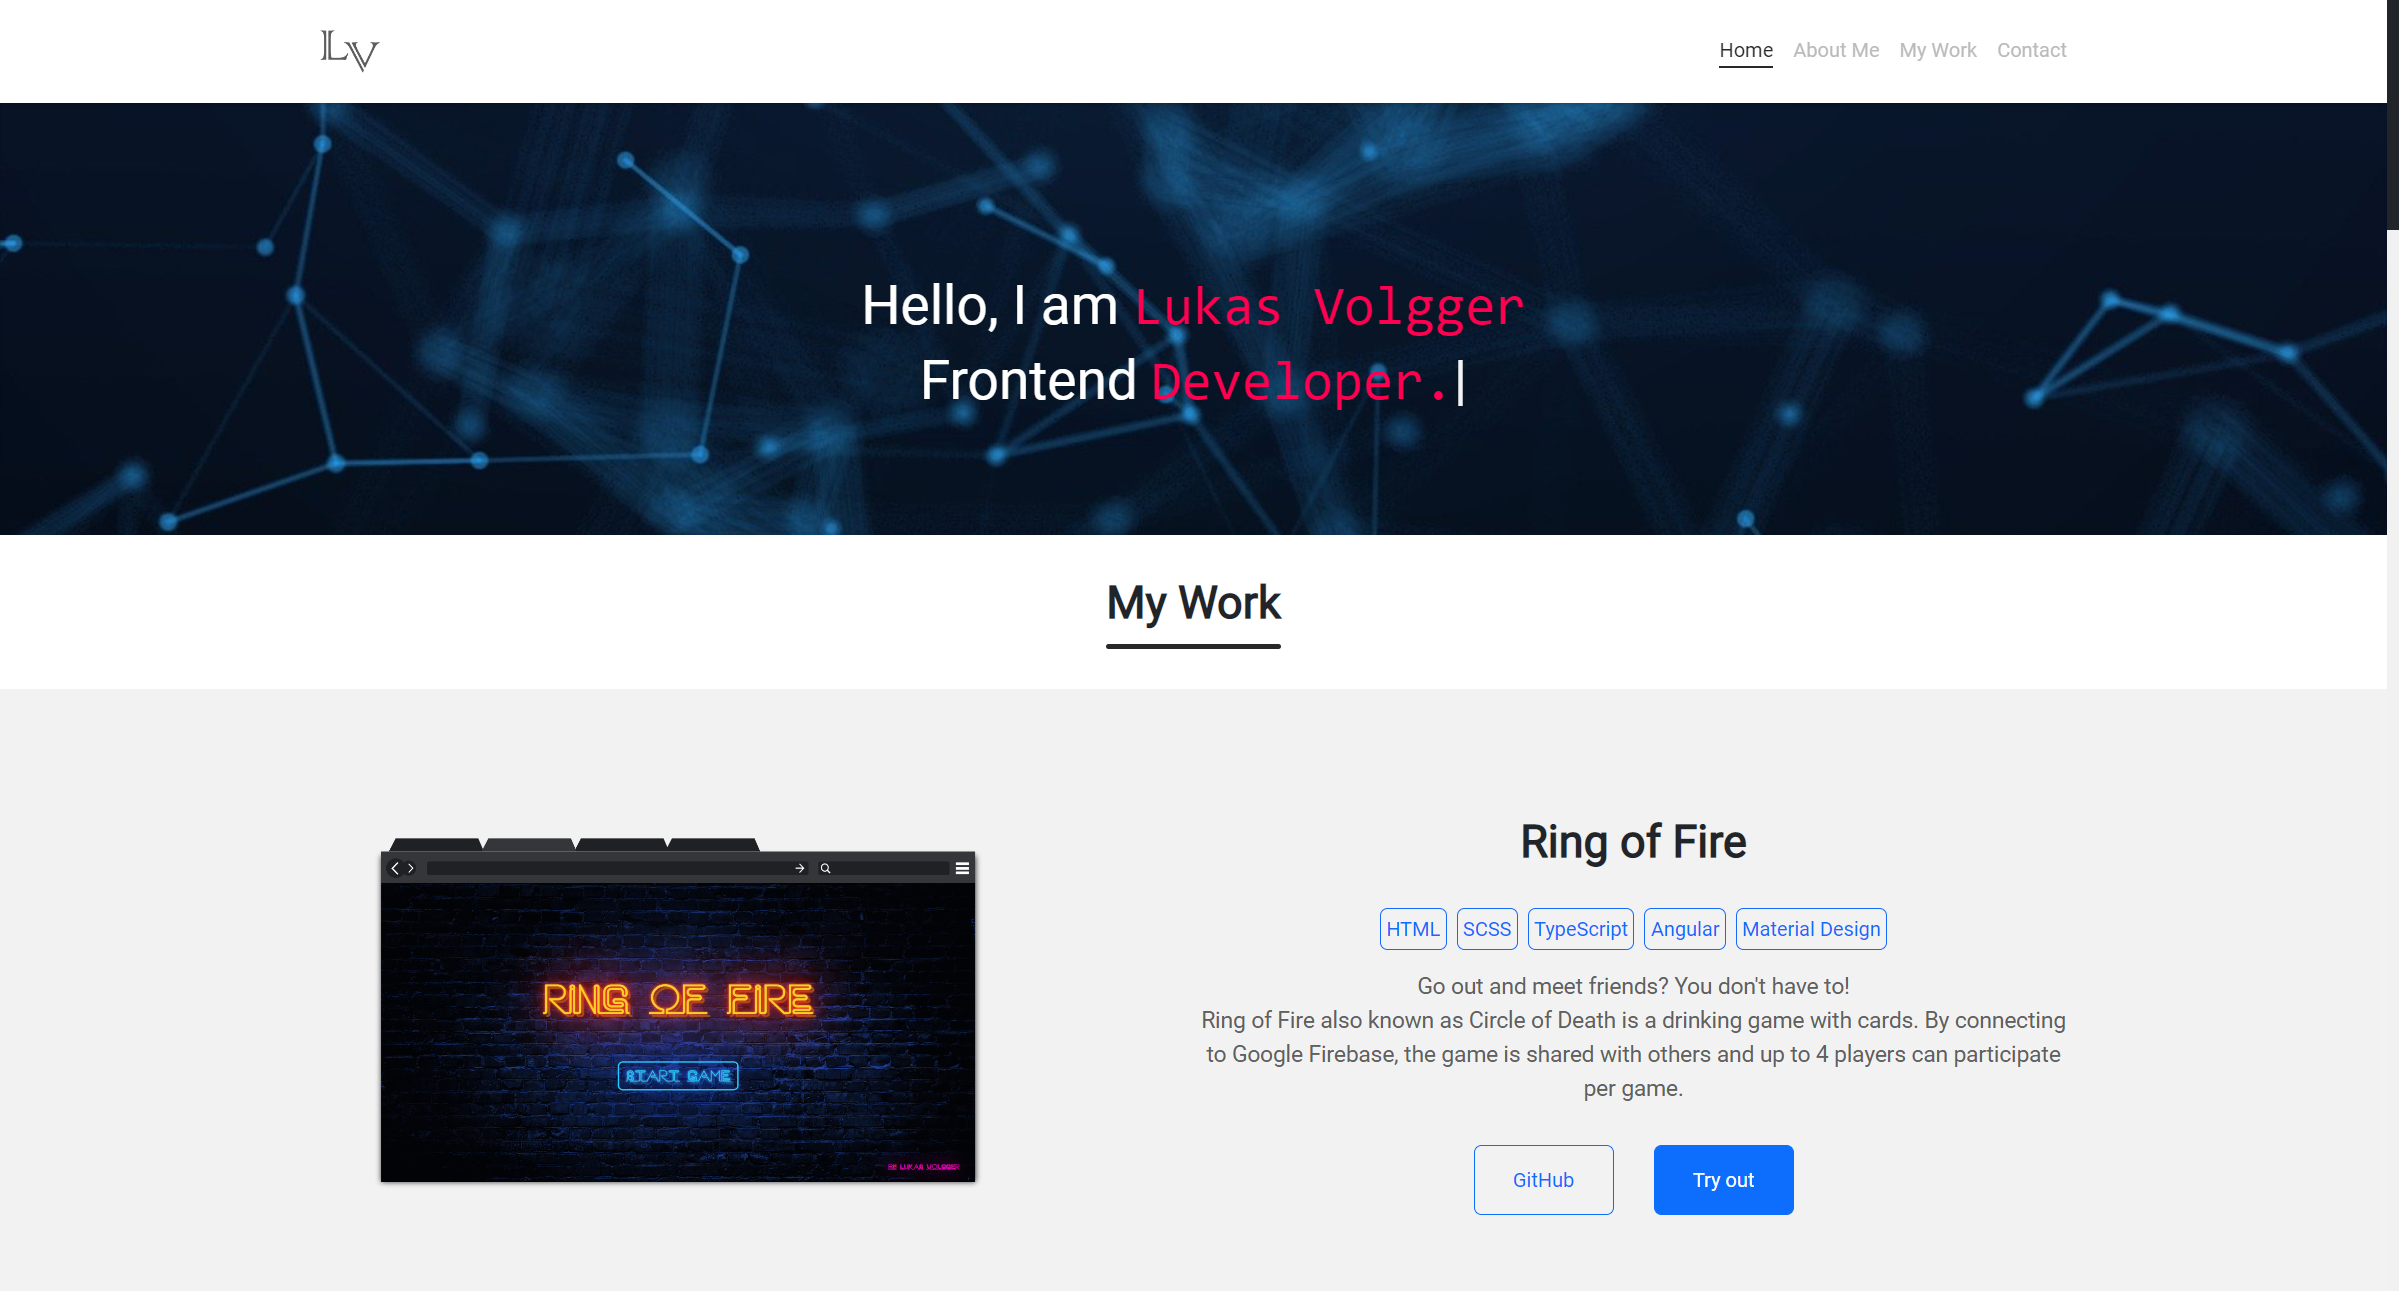 LV
Home About Me My Work Contact
Hello, I am Lukas Volgger
Frontend Developer.|
My Work
Ring of Fire
HTML SCSS TypeScript Angular Material Design
Go out and meet friends? You don't have to!
Ring of Fire also known as Circle of Death is a drinking game with cards. By connecting
to Google Firebase, the game is shared with others and up to 4 players can participate
per game.
GitHub Try out
RING OF FIRE
START GAME
BY LUKAS VOLGGER